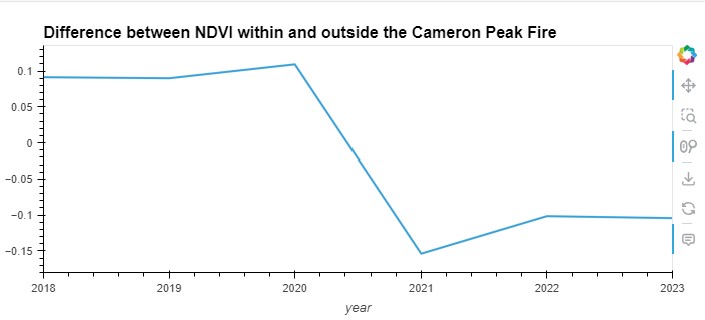 Difference between NDVI within and outside the Cameron Peak Fire
0.1
0.05
0
−0.05
−0.1
−0.15
2018 2019 2020 2021 2022 2023
year